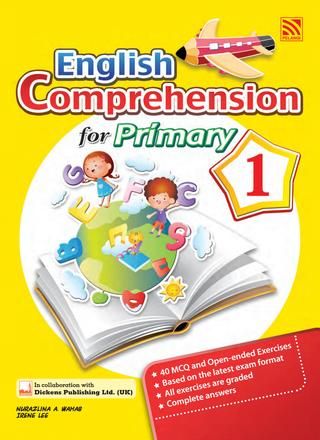 PELANGI
English
Comprehension
for Primary
1
★ 40 MCQ and Open-ended Exercises
★ Based on the latest exam format
★ All exercises are graded
★ Complete answers
In collaboration with
Dickens Publishing Ltd. (UK)
NURAZLINA A. WAHAB
IRENE LEE